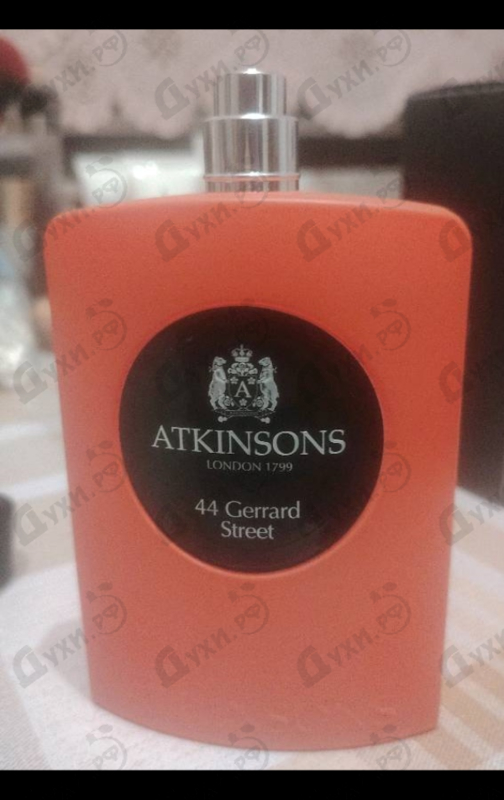 A
ATKINSONS
LONDON 1799
44 Gerrard
Street
Духи.рф